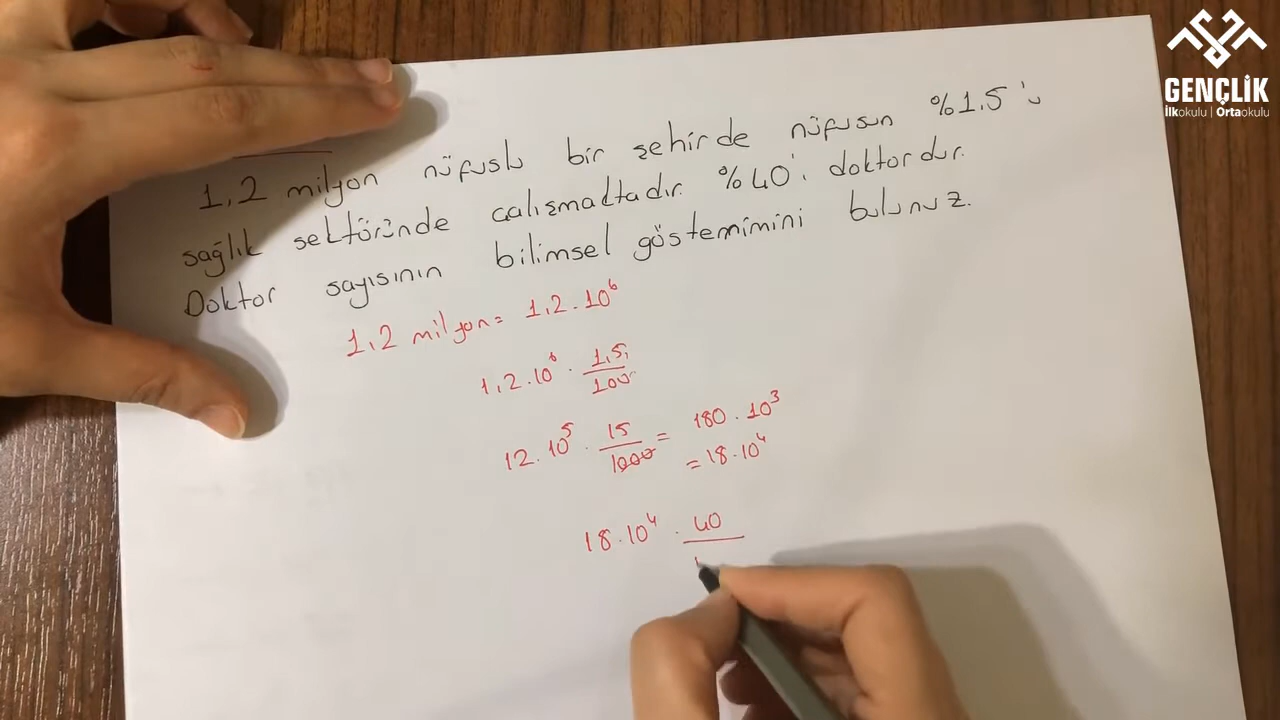 GENÇLİK
İlkokulu | Ortaokulu
1,2 milyon nüfuslu bir şehirde nüfusun %1.5'u
sağlık sektöründe çalışmaltadır. %40'ı doktordur.
Doktor sayısının bilimsel göstemimini bulunuz.
1,2 milyon = 1,2 . 10⁶
1,2 . 10⁶ . 1,5 / 100
12 . 10⁵ . 15 / 1000 = 180 . 10³
= 18 . 10⁴
18 . 10⁴ . 40 /